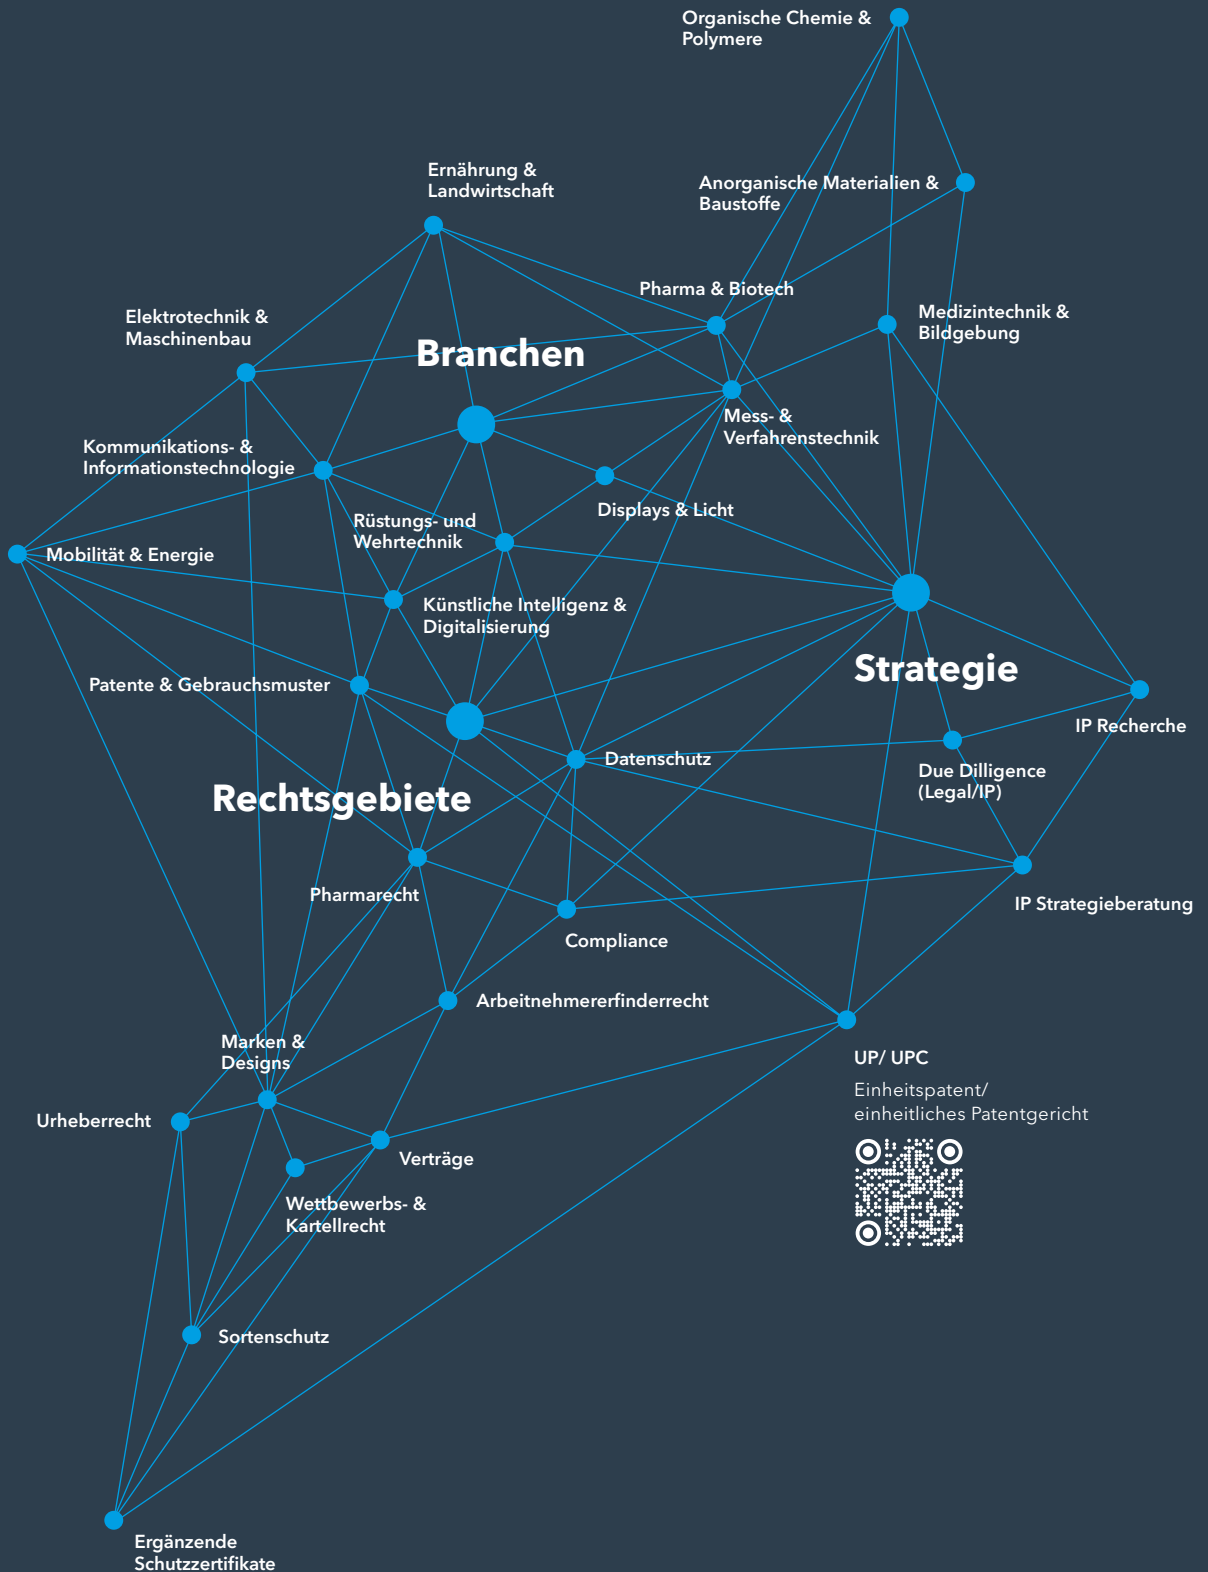 Organische Chemie &
Polymere
Ernährung &
Landwirtschaft
Anorganische Materialien &
Baustoffe
Pharma & Biotech
Elektrotechnik &
Maschinenbau
Medizintechnik &
Bildgebung
Branchen
Mess- &
Verfahrenstechnik
Kommunikations- &
Informationstechnologie
Displays & Licht
Rüstungs- und
Wehrtechnik
Mobilität & Energie
Künstliche Intelligenz &
Digitalisierung
Strategie
Patente & Gebrauchsmuster
IP Recherche
Datenschutz
Due Dilligence
(Legal/IP)
Rechtsgebiete
Pharmarecht
IP Strategieberatung
Compliance
Arbeitnehmererfinderrecht
Marken &
Designs
UP/ UPC
Einheitspatent/
einheitliches Patentgericht
Urheberrecht
Verträge
Wettbewerbs- &
Kartellrecht
Sortenschutz
Ergänzende
Schutzzertifikate